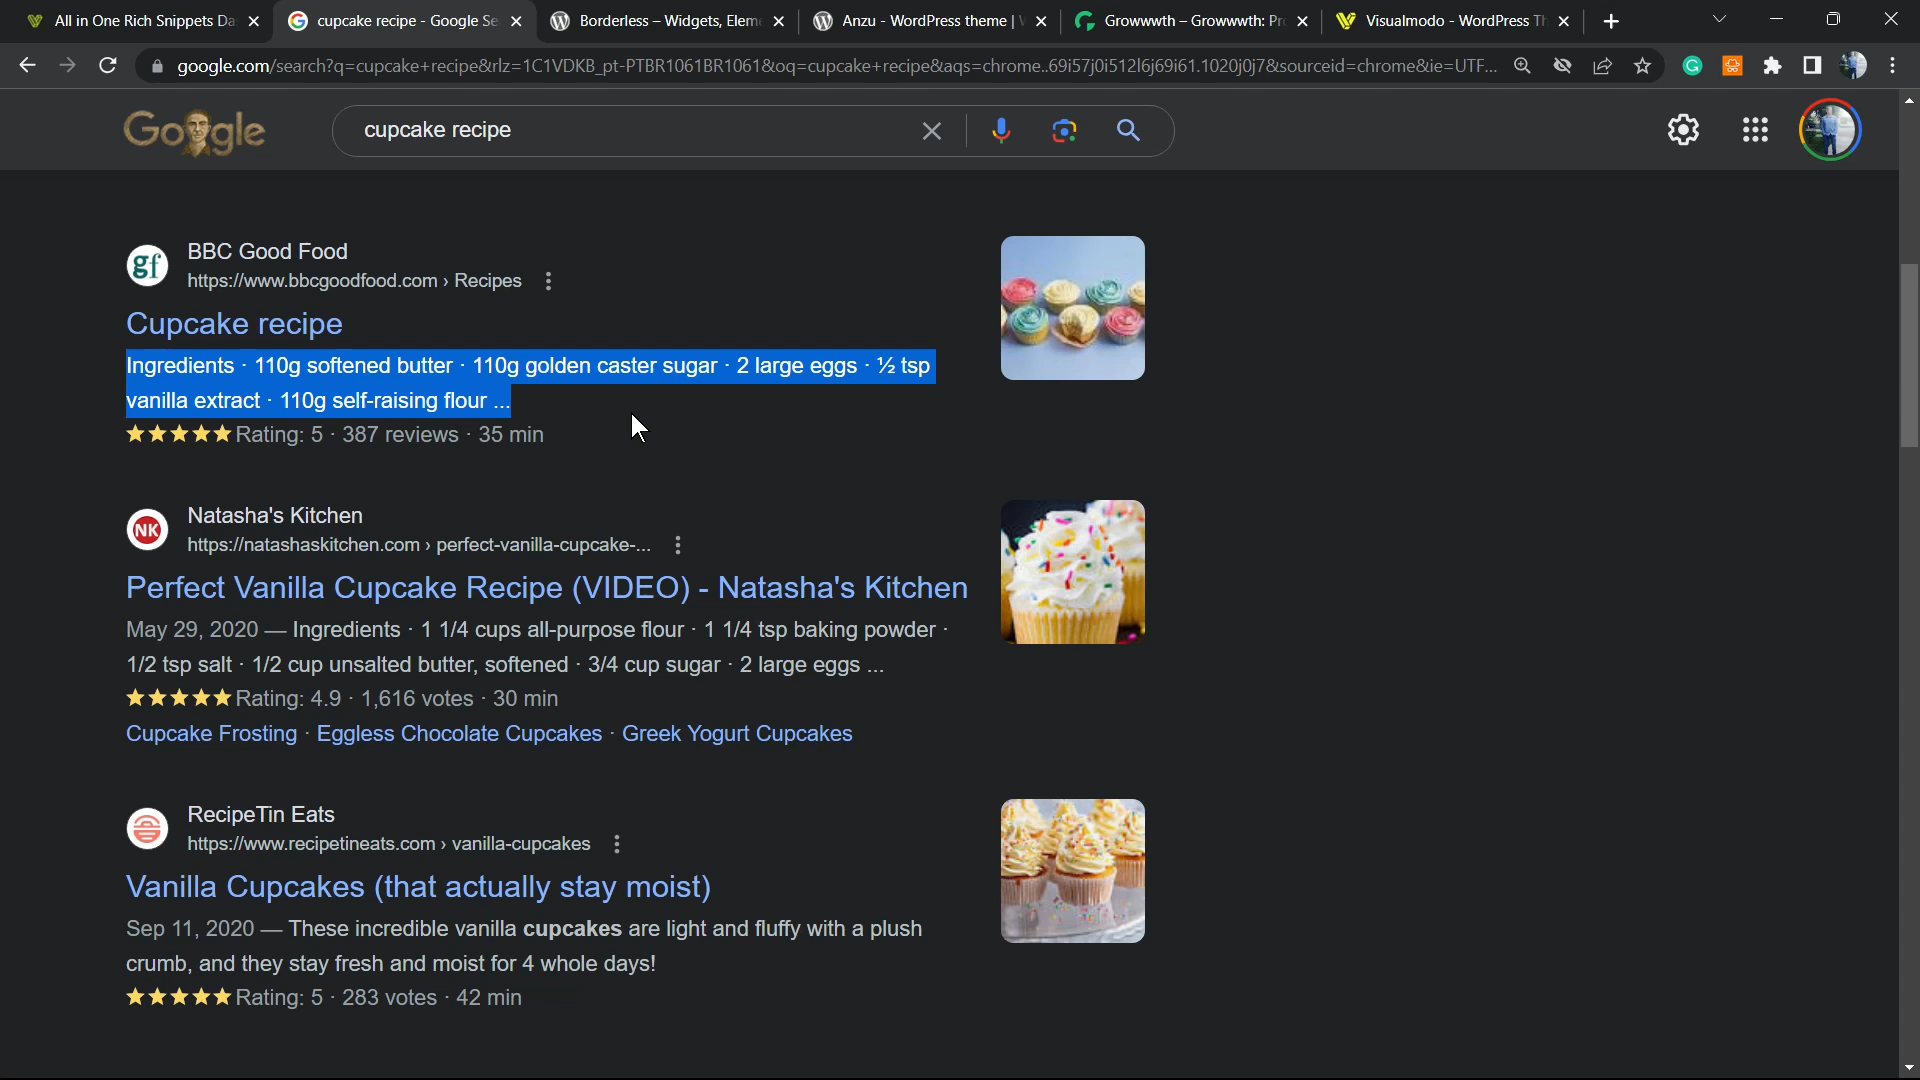 All in One Rich Snippets Da
cupcake recipe - Google Se
Borderless – Widgets, Elem
Anzu - WordPress theme |
Growwwth – Growwwth: Pr
Visualmodo - WordPress Th
google.com/search?q=cupcake+recipe&rlz=1C1VDKB_pt-PTBR1061BR1061&oq=cupcake+recipe&aqs=chrome..69i57j0i512l6j69i61.1020j0j7&sourceid=chrome&ie=UTF...
Google
cupcake recipe
gf
BBC Good Food
https://www.bbcgoodfood.com › Recipes
Cupcake recipe
Ingredients · 110g softened butter · 110g golden caster sugar · 2 large eggs · ½ tsp
vanilla extract · 110g self-raising flour ...
Rating: 5 · 387 reviews · 35 min
NK
Natasha's Kitchen
https://natashaskitchen.com › perfect-vanilla-cupcake-...
Perfect Vanilla Cupcake Recipe (VIDEO) - Natasha's Kitchen
May 29, 2020 — Ingredients · 1 1/4 cups all-purpose flour · 1 1/4 tsp baking powder ·
1/2 tsp salt · 1/2 cup unsalted butter, softened · 3/4 cup sugar · 2 large eggs ...
Rating: 4.9 · 1,616 votes · 30 min
Cupcake Frosting · Eggless Chocolate Cupcakes · Greek Yogurt Cupcakes
RecipeTin Eats
https://www.recipetineats.com › vanilla-cupcakes
Vanilla Cupcakes (that actually stay moist)
Sep 11, 2020 — These incredible vanilla cupcakes are light and fluffy with a plush
crumb, and they stay fresh and moist for 4 whole days!
Rating: 5 · 283 votes · 42 min